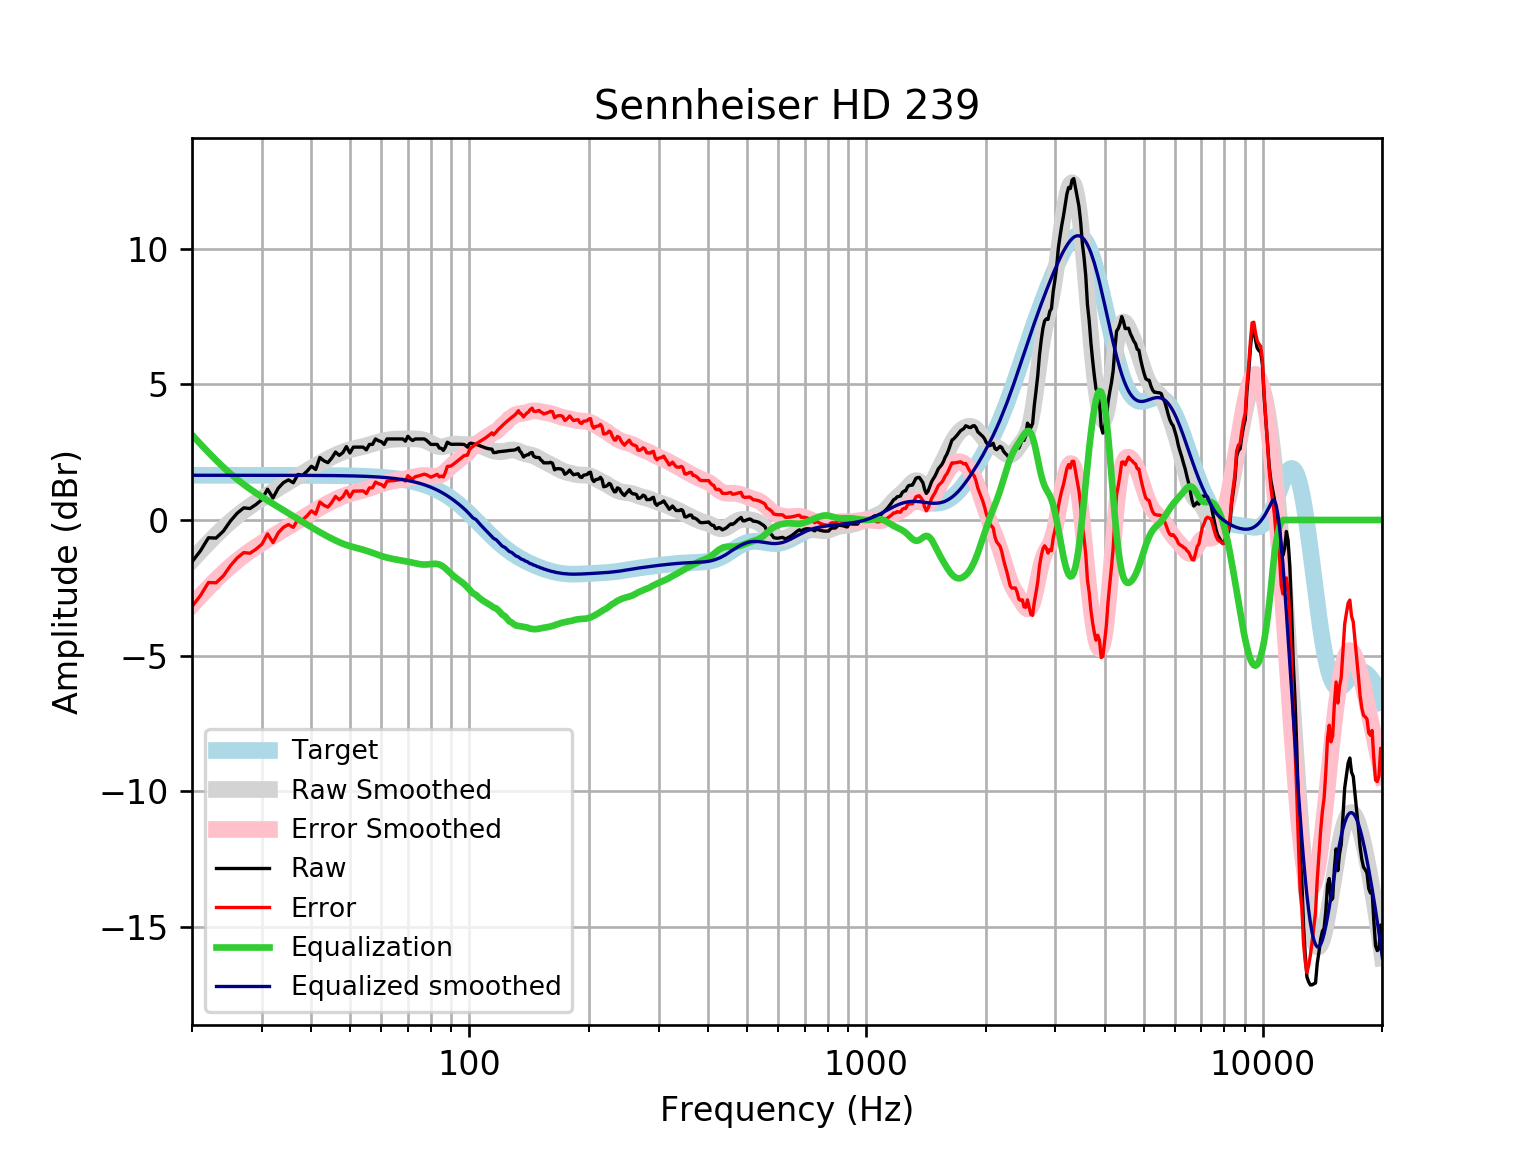 Sennheiser HD 239
Amplitude (dBr)
10
5
0
−5
−10
−15
Target
Raw Smoothed
Error Smoothed
Raw
Error
Equalization
Equalized smoothed
100
1000
10000
Frequency (Hz)